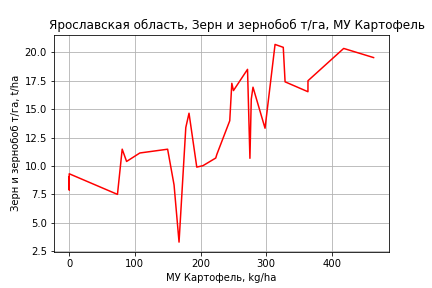 Ярославская область, Зерн и зернобоб т/га, МУ Картофель
20.0
17.5
15.0
12.5
10.0
7.5
5.0
2.5
Зерн и зернобоб т/га, t/ha
0 100 200 300 400
МУ Картофель, kg/ha